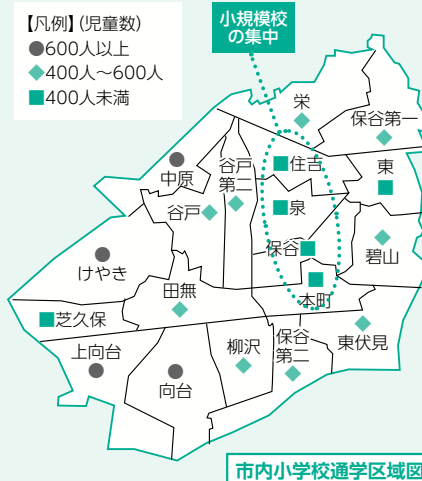 【凡例】(児童数)
●600人以上
◆400人～600人
■400人未満
小規模校
の集中
栄
保谷第一
住吉
東
中原
谷戸
第二
谷戸
泉
保谷
碧山
けやき
田無
本町
芝久保
上向台
向台
柳沢
保谷
第二
東伏見
市内小学校通学区域図